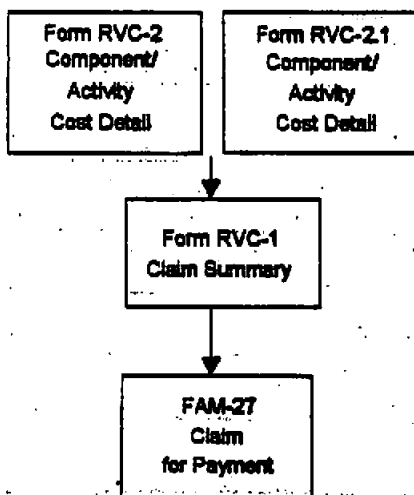 Form RVC-2
Component/
Activity
Cost Detail
Form RVC-2.1
Component/
Activity
Cost Detail
Form RVC-1
Claim Summary
FAM-27
Claim
for Payment